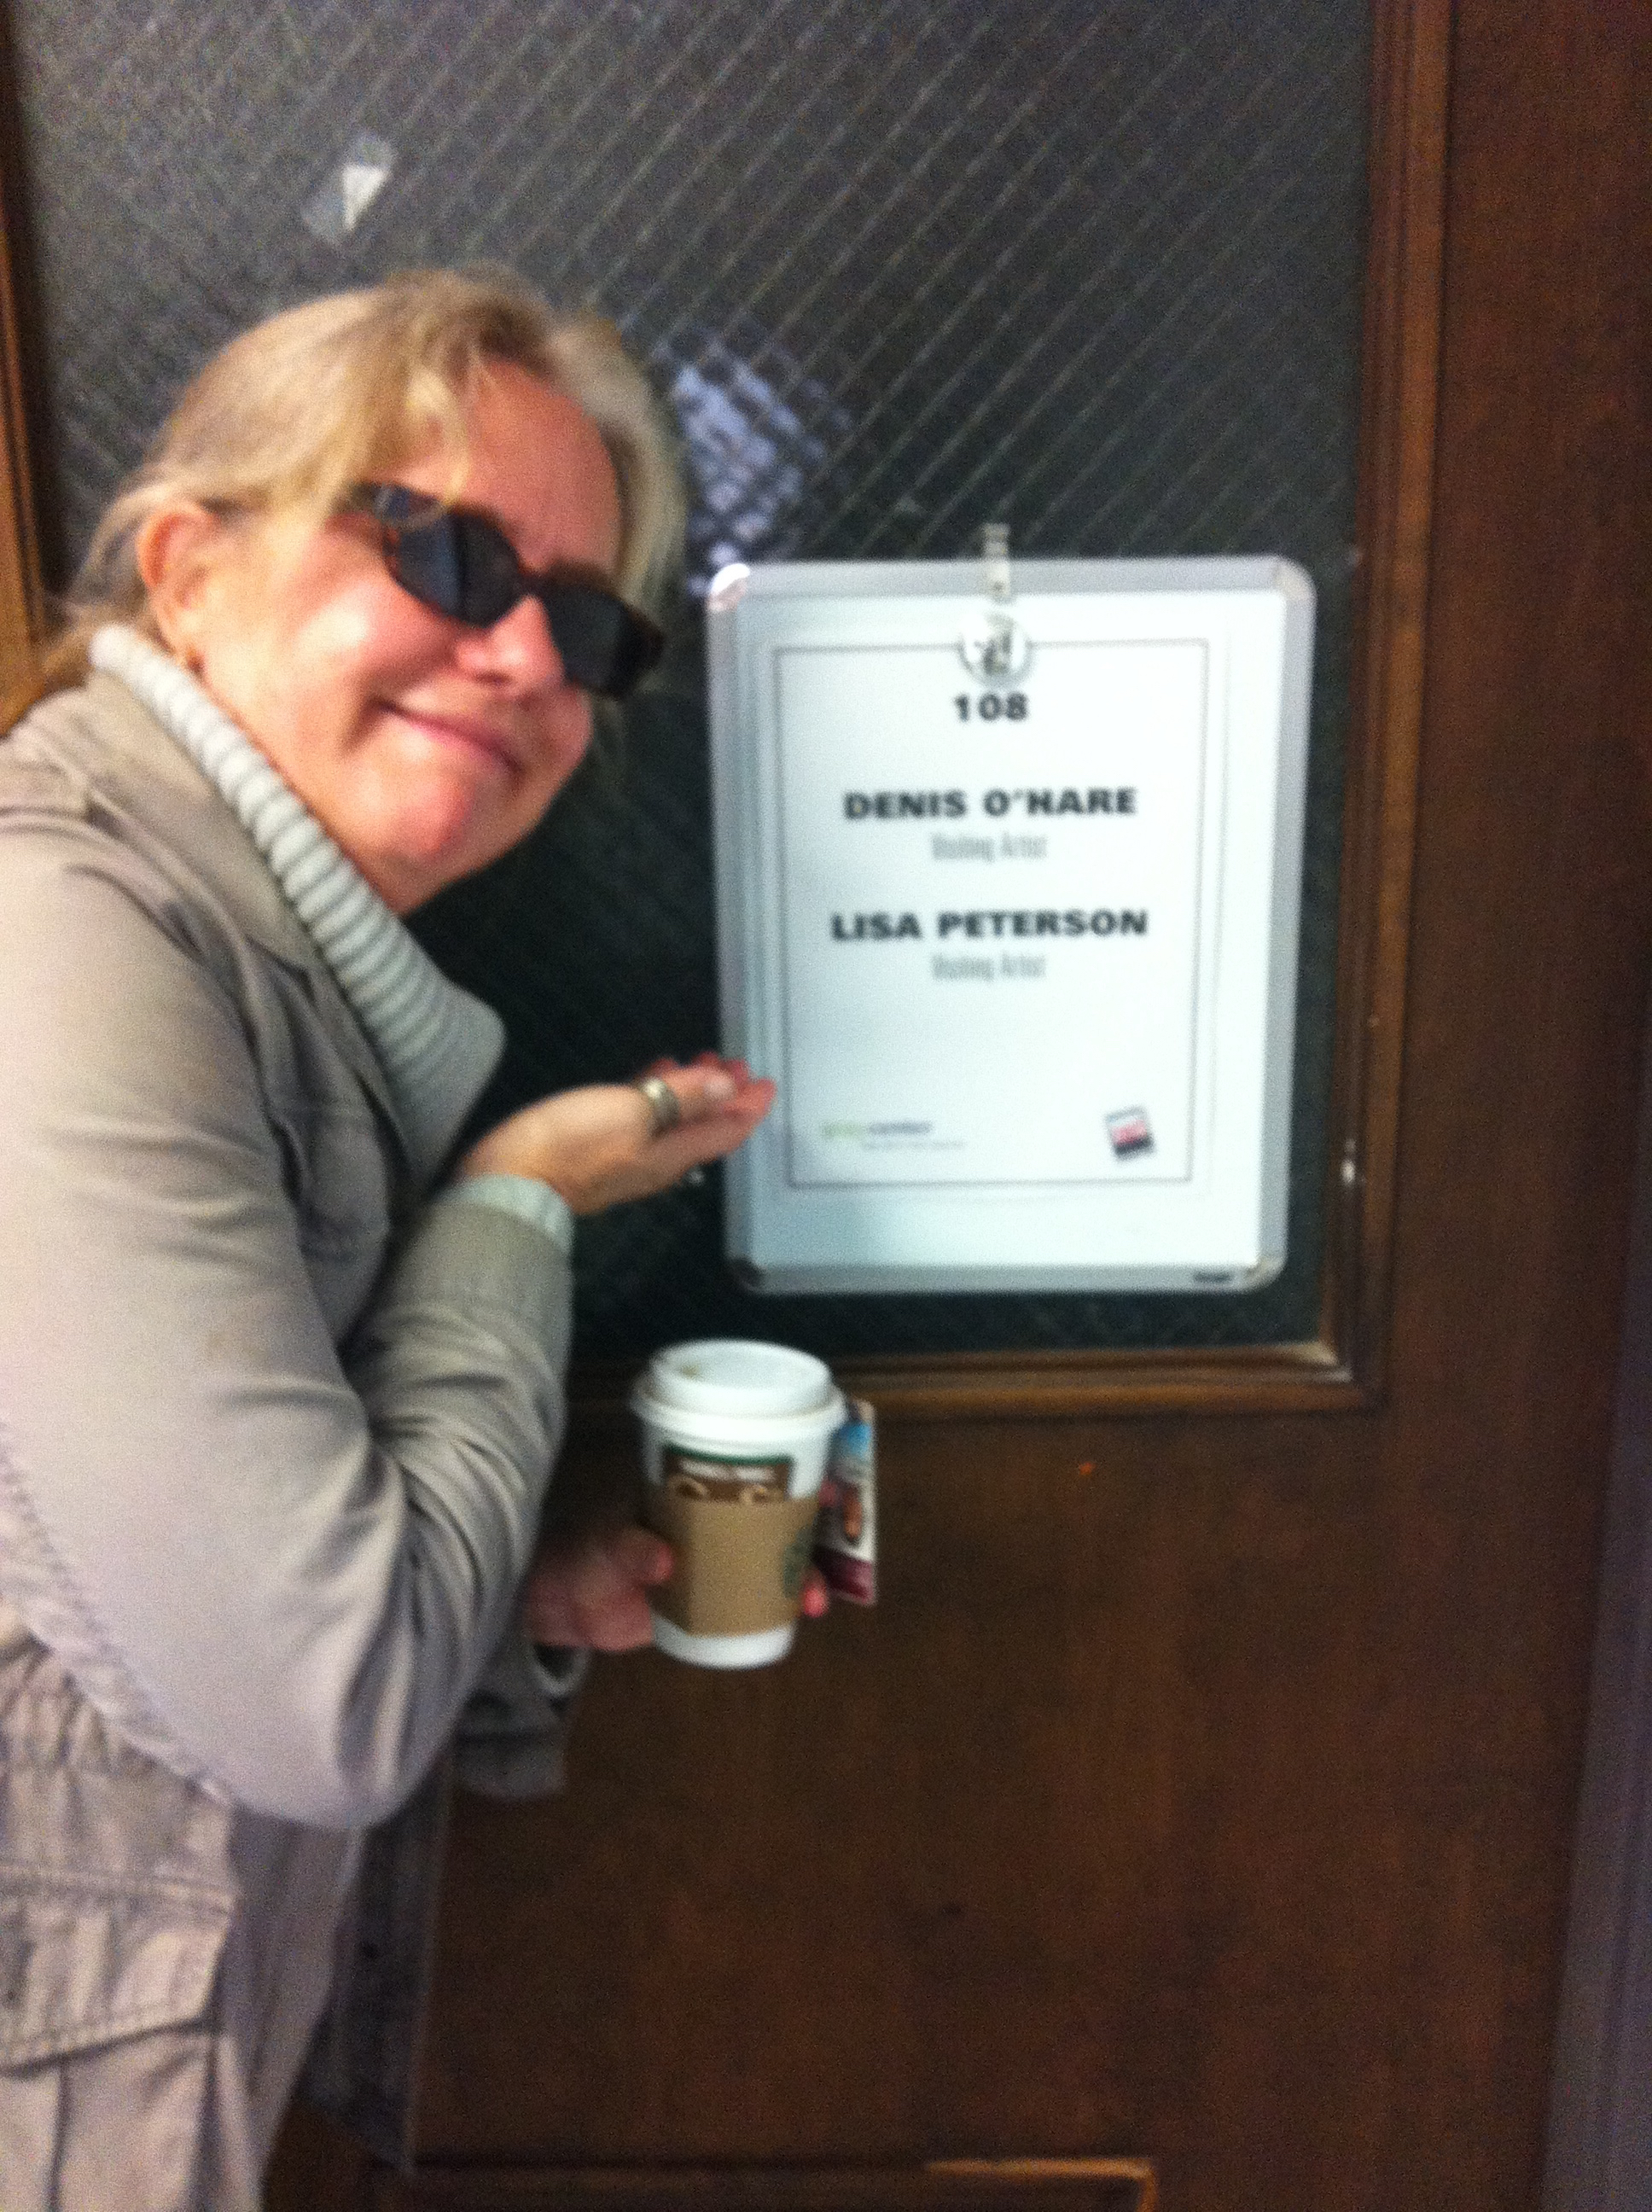 108
DENIS O'HARE
Visiting Artist
LISA PETERSON
Visiting Artist